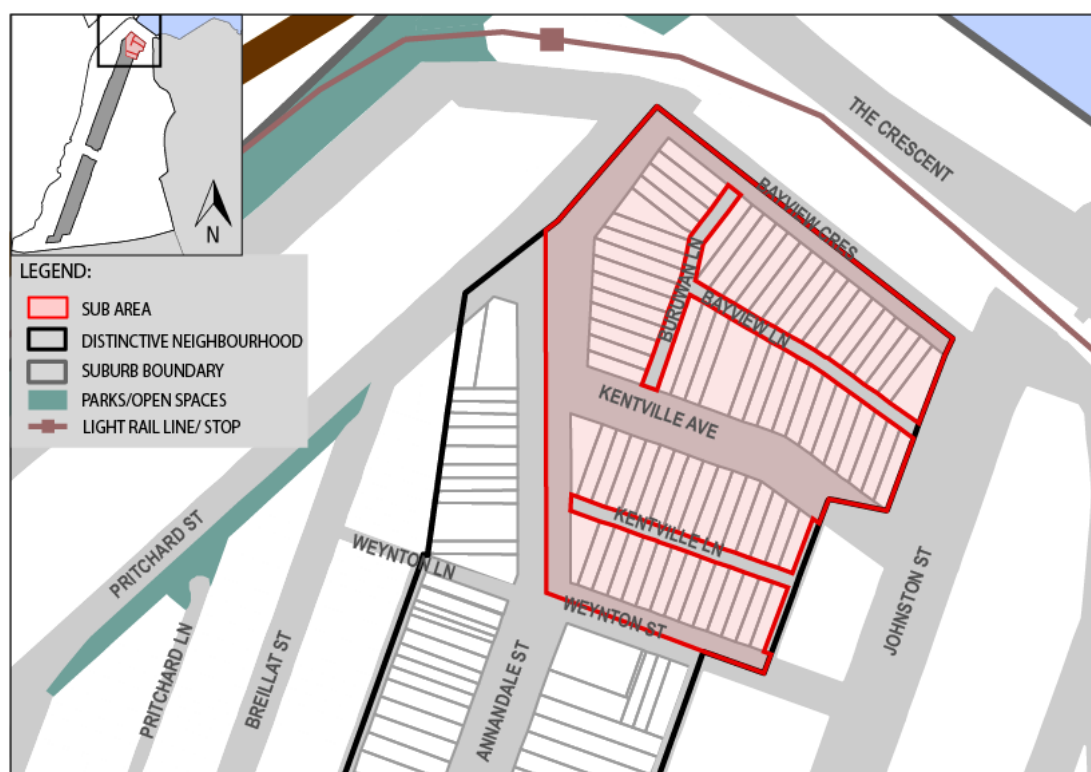 N
LEGEND:
SUB AREA
DISTINCTIVE NEIGHBOURHOOD
SUBURB BOUNDARY
PARKS/OPEN SPACES
LIGHT RAIL LINE/ STOP
THE CRESCENT
BAYVIEW CRES
BURUWAN LN
BAYVIEW LN
KENTVILLE AVE
KENTVILLE LN
WEYNTON ST
WEYNTON LN
PRITCHARD ST
PRITCHARD LN
BREILLAT ST
ANNANDALE ST
JOHNSTON ST